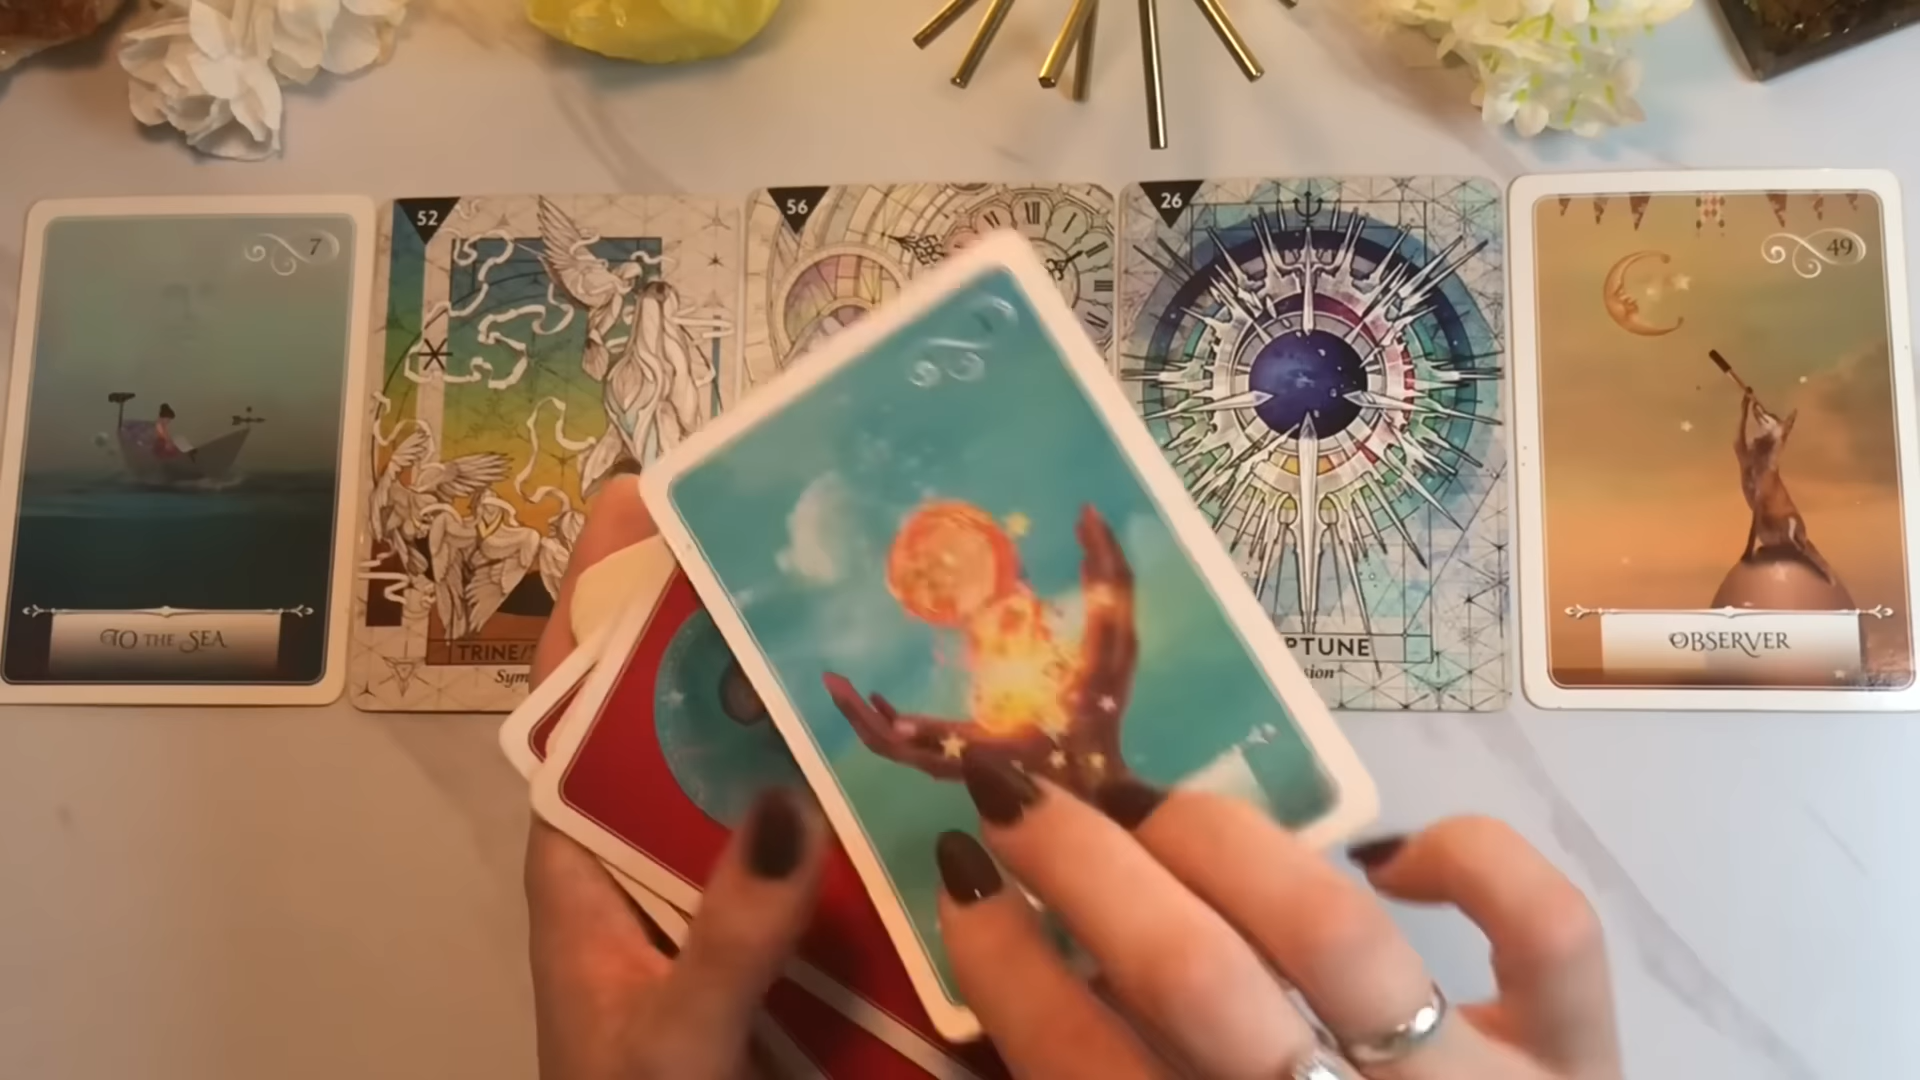 7
TO THE SEA
52
TRINE/
Sym
56
26
PTUNE
sion
49
OBSERVER